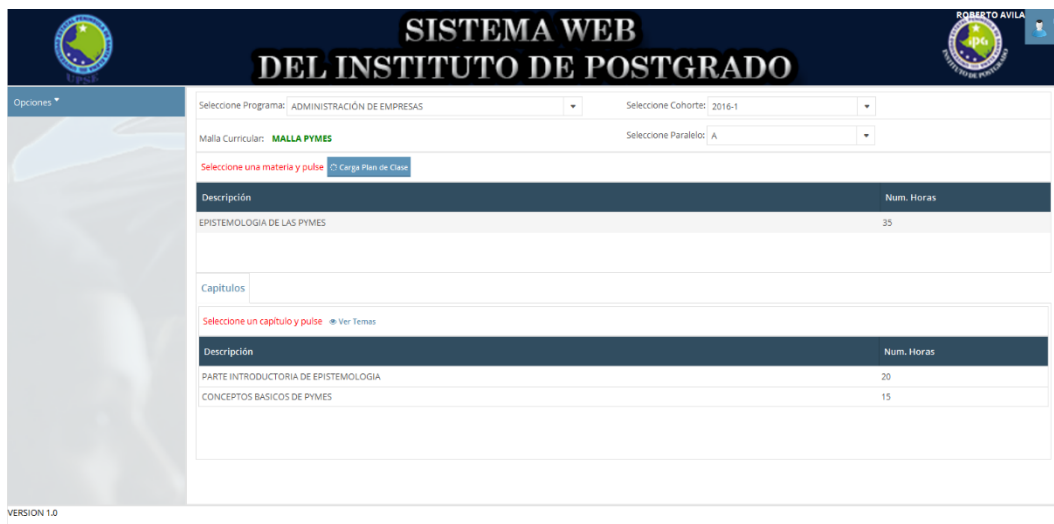 SISTEMA WEB
DEL INSTITUTO DE POSTGRADO
UPSE
ROBERTO AVILA
IPG
Opciones
Seleccione Programa: ADMINISTRACIÓN DE EMPRESAS Seleccione Cohorte: 2016-1
Malla Curricular: MALLA PYMES Seleccione Paralelo: A
Seleccione una materia y pulse Carga Plan de Clase
Descripción Num. Horas
EPISTEMOLOGIA DE LAS PYMES 35
Capítulos
Seleccione un capítulo y pulse Ver Temas
Descripción Num. Horas
PARTE INTRODUCTORIA DE EPISTEMOLOGIA 20
CONCEPTOS BASICOS DE PYMES 15
VERSION 1.0